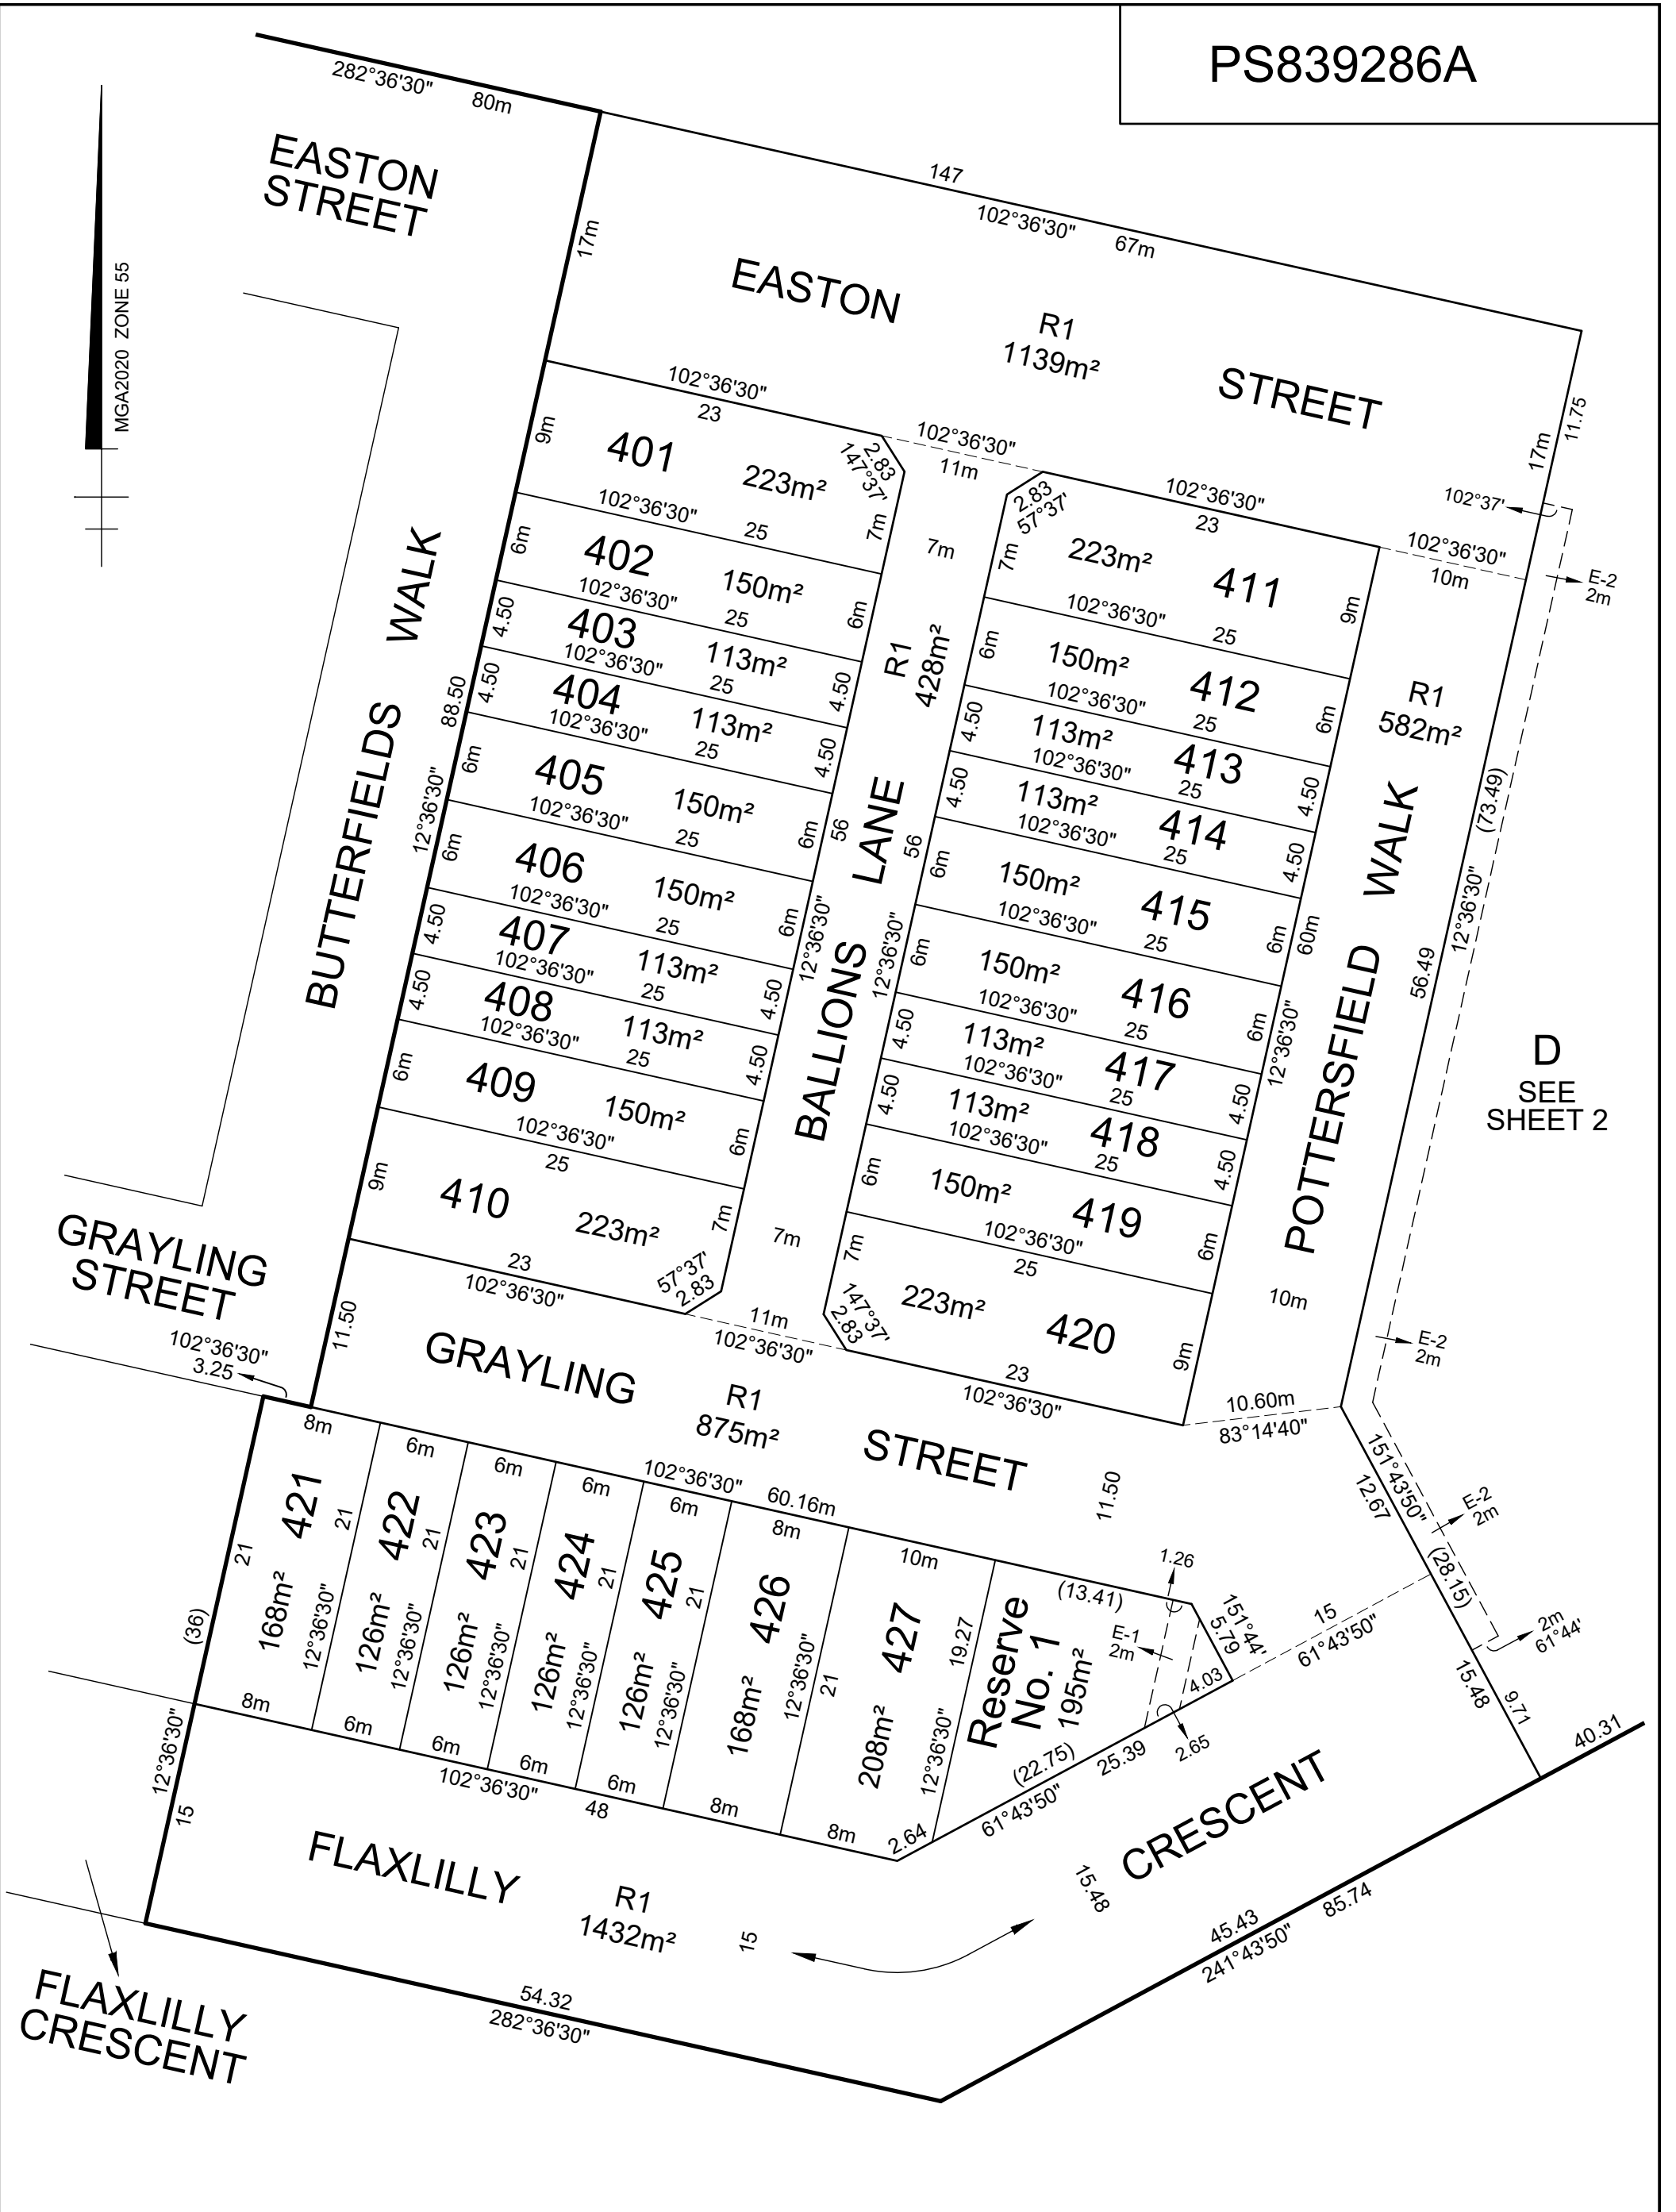 PS839286A
282°36'30" 80m
EASTON
STREET
17m
147
102°36'30" 67m
MGA2020 ZONE 55
EASTON
R1
1139m²
STREET
11.75
17m
102°36'30"
23
9m
401
223m²
2.83
147°37'
7m
102°36'30"
11m
2.83
57°37'
102°36'30"
23
102°37'
102°36'30"
10m
E-2
2m
102°36'30"
25
6m
402
150m²
6m
102°36'30"
25
4.50
403
113m²
4.50
102°36'30"
25
4.50
404
113m²
4.50
102°36'30"
25
6m
405
150m²
6m
102°36'30"
25
6m
406
150m²
6m
102°36'30"
25
4.50
407
113m²
4.50
102°36'30"
25
4.50
408
113m²
4.50
102°36'30"
25
6m
409
150m²
6m
102°36'30"
25
9m
410
223m²
7m
57°37'
2.83
23
102°36'30"
BUTTERFIELDS WALK
88.50
12°36'30"
7m
R1
428m²
BALLIONS LANE
56
12°36'30"
56
12°36'30"
7m
7m
223m²
411
9m
102°36'30"
25
6m
150m²
412
6m
102°36'30"
25
4.50
113m²
413
4.50
102°36'30"
25
4.50
113m²
414
4.50
102°36'30"
25
6m
150m²
415
6m
102°36'30"
25
6m
150m²
416
6m
102°36'30"
25
4.50
113m²
417
4.50
102°36'30"
25
4.50
113m²
418
4.50
102°36'30"
25
6m
150m²
419
6m
102°36'30"
25
7m
223m²
420
9m
147°37'
2.83
23
102°36'30"
R1
582m²
POTTERSFIELD WALK
60m
12°36'30"
(73.49)
12°36'30"
56.49
10m
D
SEE
SHEET 2
E-2
2m
GRAYLING
STREET
102°36'30"
3.25
11.50
11m
102°36'30"
GRAYLING
R1
875m²
STREET
11.50
10.60m
83°14'40"
151°43'50"
12.67
E-2
2m
(28.15)
2m
61°44'
15.48
9.71
102°36'30" 60.16m
8m
421
168m²
21
21
12°36'30"
8m
6m
422
126m²
21
12°36'30"
6m
6m
423
126m²
21
12°36'30"
6m
6m
424
126m²
21
12°36'30"
6m
6m
425
126m²
21
12°36'30"
6m
8m
426
168m²
12°36'30"
21
8m
10m
427
208m²
19.27
12°36'30"
8m
2.64
Reserve
No. 1
195m²
(13.41)
1.26
E-1
2m
151°44'
5.79
4.03
2.65
15
61°43'50"
(22.75)
25.39
61°43'50"
(36)
12°36'30"
15
102°36'30"
48
FLAXLILLY
R1
1432m²
15
CRESCENT
15.48
40.31
45.43
85.74
241°43'50"
54.32
282°36'30"
FLAXLILLY
CRESCENT